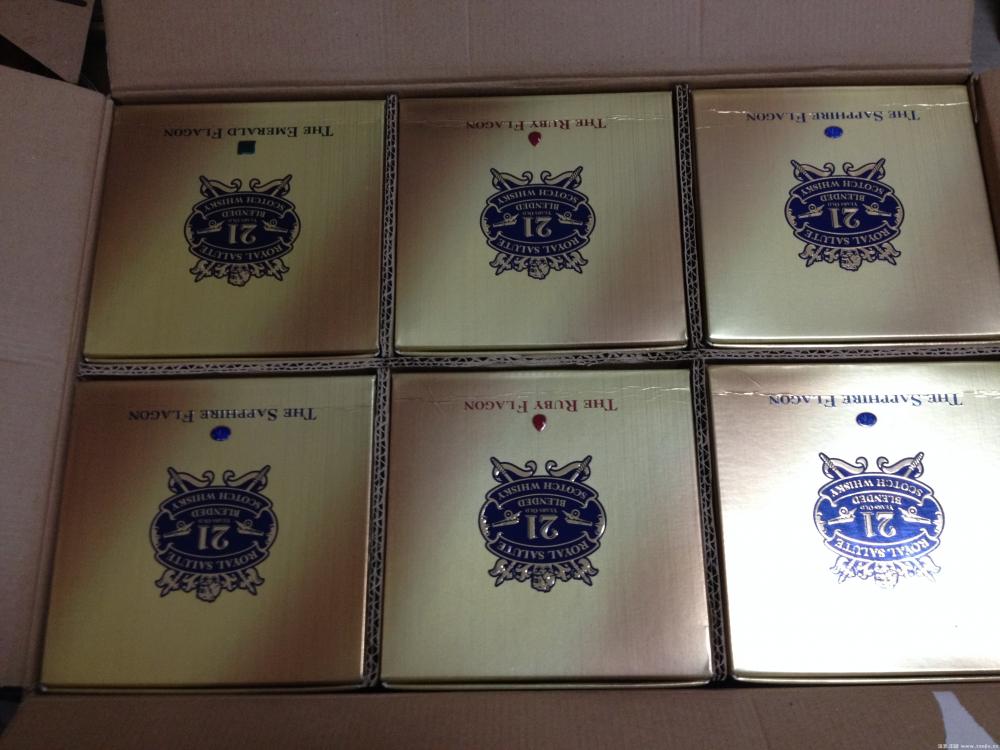 ROYAL SALUTE
21
YEARS OLD
BLENDED
SCOTCH WHISKY
THE SAPPHIRE FLAGON
ROYAL SALUTE
21
YEARS OLD
BLENDED
SCOTCH WHISKY
THE RUBY FLAGON
ROYAL SALUTE
21
YEARS OLD
BLENDED
SCOTCH WHISKY
THE SAPPHIRE FLAGON
ROYAL SALUTE
21
YEARS OLD
BLENDED
SCOTCH WHISKY
THE SAPPHIRE FLAGON
ROYAL SALUTE
21
YEARS OLD
BLENDED
SCOTCH WHISKY
THE RUBY FLAGON
ROYAL SALUTE
21
YEARS OLD
BLENDED
SCOTCH WHISKY
THE EMERALD FLAGON